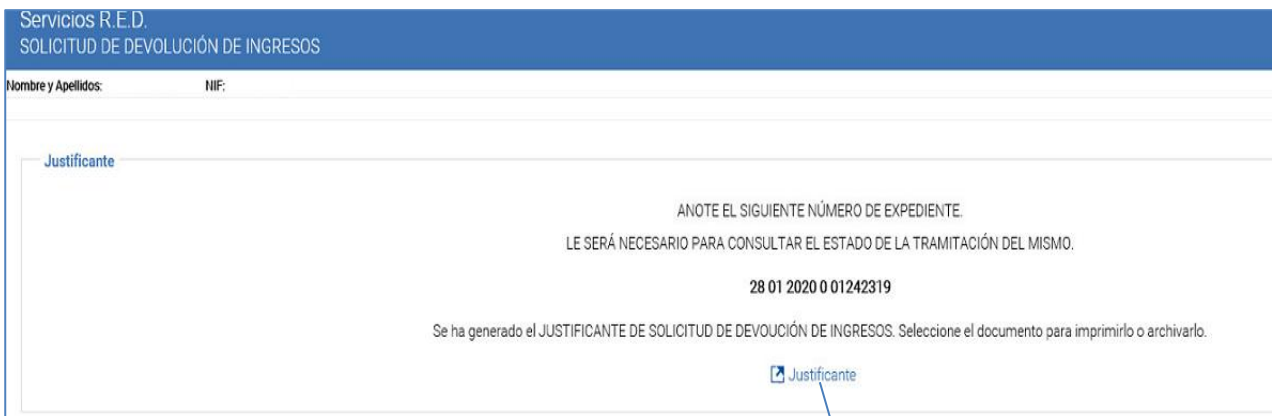 Servicios R.E.D.
SOLICITUD DE DEVOLUCIÓN DE INGRESOS
Nombre y Apellidos: NIF:
Justificante
ANOTE EL SIGUIENTE NÚMERO DE EXPEDIENTE.
LE SERÁ NECESARIO PARA CONSULTAR EL ESTADO DE LA TRAMITACIÓN DEL MISMO.
28 01 2020 0 01242319
Se ha generado el JUSTIFICANTE DE SOLICITUD DE DEVOUCIÓN DE INGRESOS. Seleccione el documento para imprimirlo o archivarlo.
Justificante